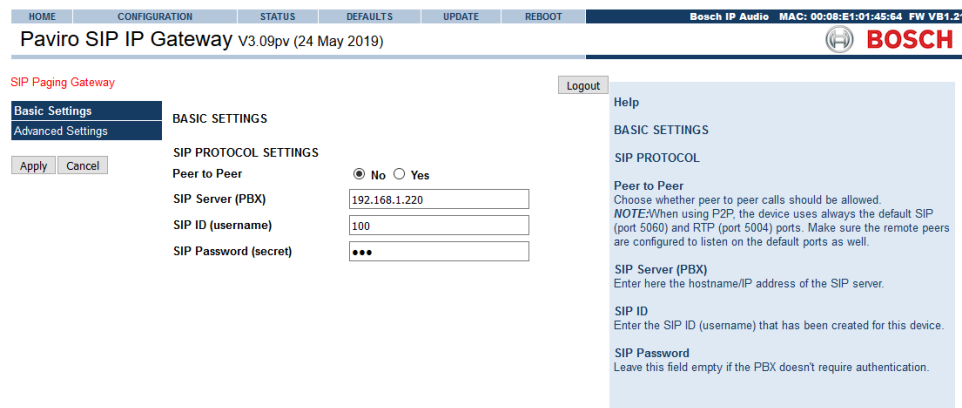 HOME CONFIGURATION STATUS DEFAULTS UPDATE REBOOT
Bosch IP Audio MAC: 00:08:E1:01:45:64 FW VB1.2
Paviro SIP IP Gateway V3.09pv (24 May 2019)
BOSCH
SIP Paging Gateway
Logout
Basic Settings
Advanced Settings
Apply Cancel
BASIC SETTINGS
SIP PROTOCOL SETTINGS
Peer to Peer No Yes
SIP Server (PBX) 192.168.1.220
SIP ID (username) 100
SIP Password (secret) ●●●
Help
BASIC SETTINGS
SIP PROTOCOL
Peer to Peer
Choose whether peer to peer calls should be allowed.
NOTE:When using P2P, the device uses always the default SIP
(port 5060) and RTP (port 5004) ports. Make sure the remote peers
are configured to listen on the default ports as well.
SIP Server (PBX)
Enter here the hostname/IP address of the SIP server.
SIP ID
Enter the SIP ID (username) that has been created for this device.
SIP Password
Leave this field empty if the PBX doesn't require authentication.